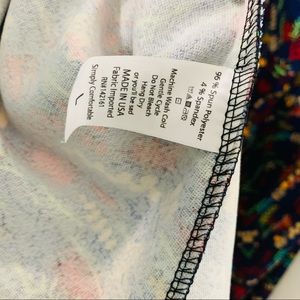 96% Spun Polyester
4% Spandex
Machine Wash Cold
Gentle Cycle
Do Not Bleach
or you'll be sad
Hang Dry
MADE IN USA
Fabric Imported
RN#142161
Simply Comfortable